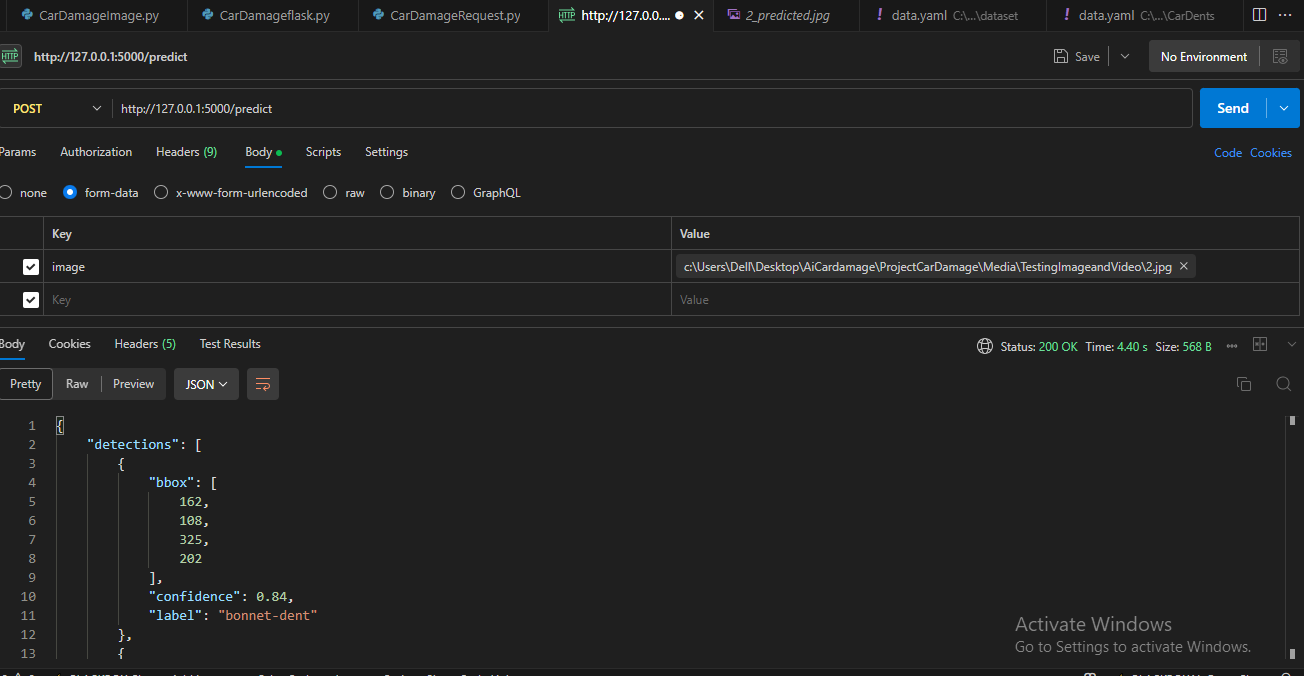 CarDamageImage.py CarDamageflask.py CarDamageRequest.py HTTP http://127.0.0.... 2_predicted.jpg ! data.yaml C:\...\dataset ! data.yaml C:\...\CarDents ...
HTTP http://127.0.0.1:5000/predict Save No Environment
POST http://127.0.0.1:5000/predict Send
Params Authorization Headers (9) Body Scripts Settings Code Cookies
none form-data x-www-form-urlencoded raw binary GraphQL
Key Value
image c:\Users\Dell\Desktop\AiCardamage\ProjectCarDamage\Media\TestingImageandVideo\2.jpg
Key Value
Body Cookies Headers (5) Test Results Status: 200 OK Time: 4.40 s Size: 568 B
Pretty Raw Preview JSON
1 {
2 "detections": [
3 {
4 "bbox": [
5 162,
6 108,
7 325,
8 202
9 ],
10 "confidence": 0.84,
11 "label": "bonnet-dent"
12 },
13 {
Activate Windows
Go to Settings to activate Windows.